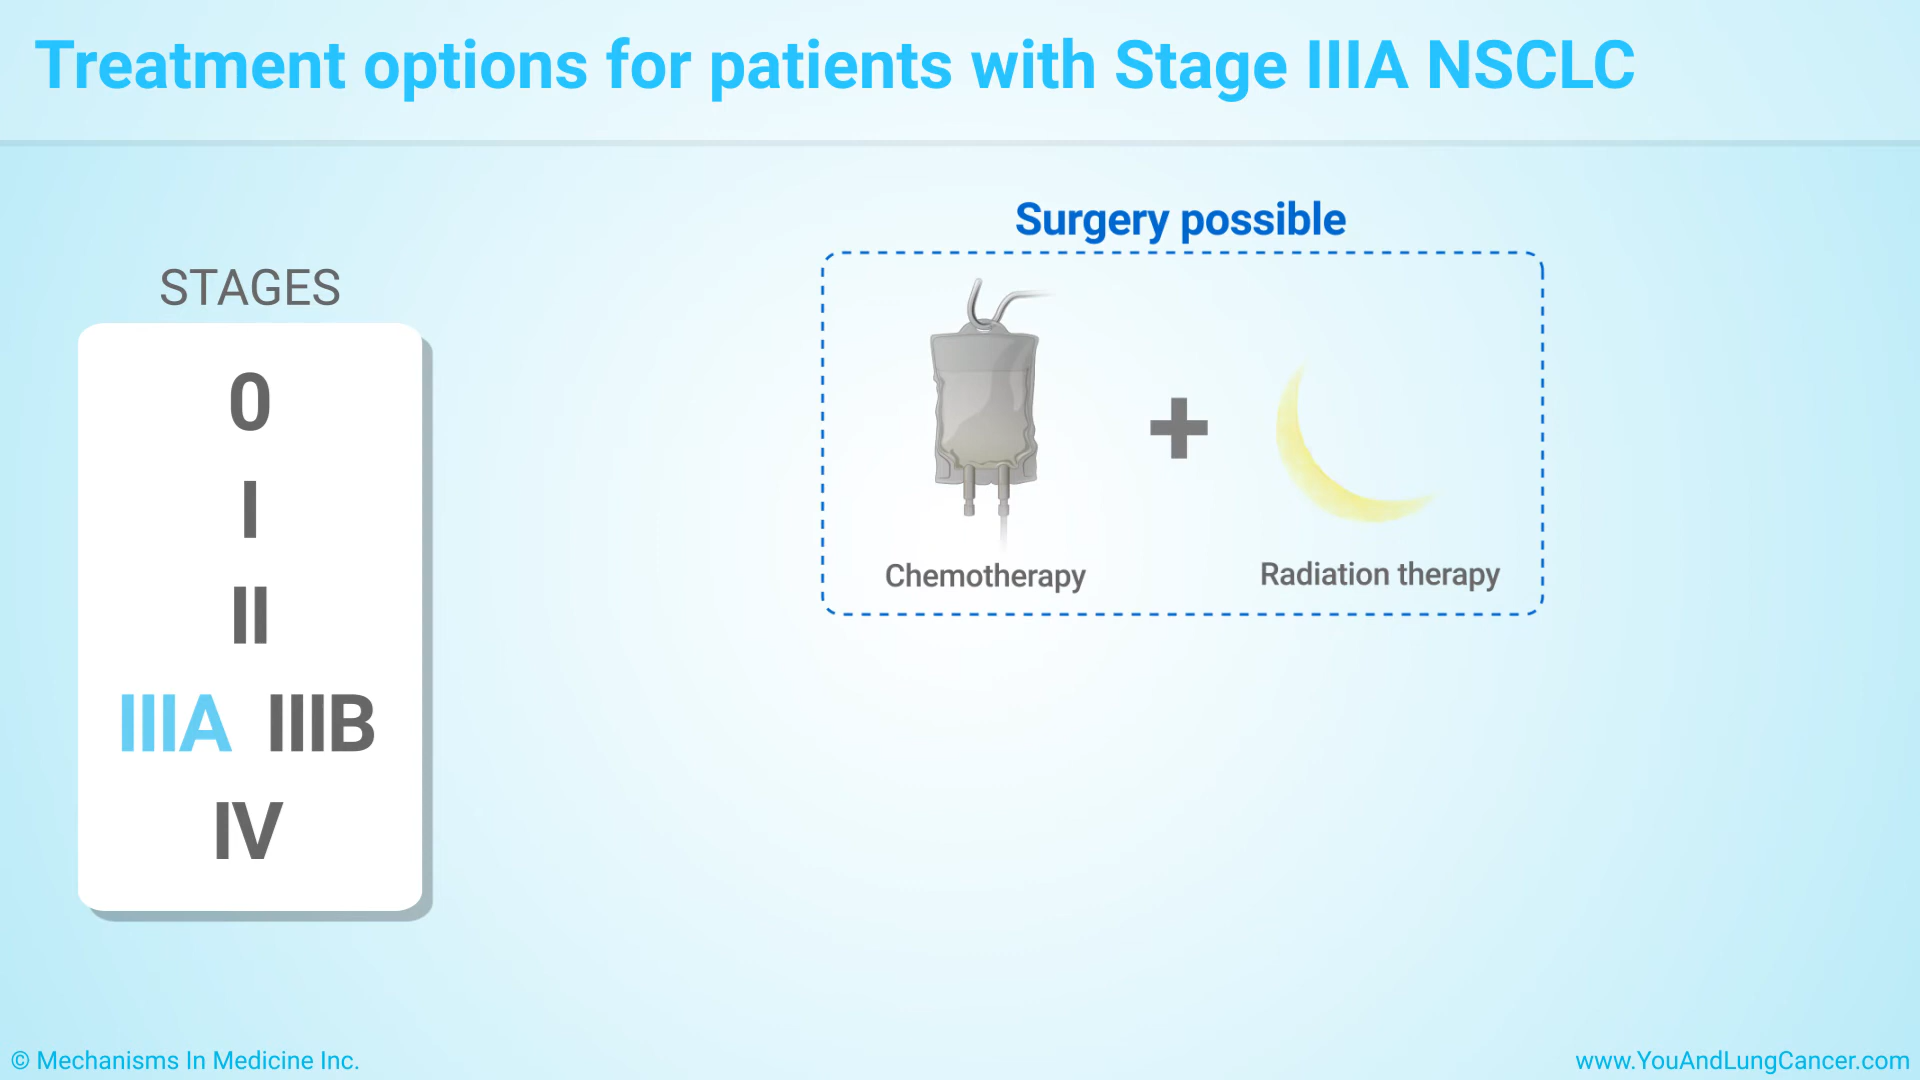 Treatment options for patients with Stage IIIA NSCLC
STAGES
0
I
II
IIIA IIIB
IV
Surgery possible
+
Chemotherapy
Radiation therapy
© Mechanisms In Medicine Inc.
www.YouAndLungCancer.com